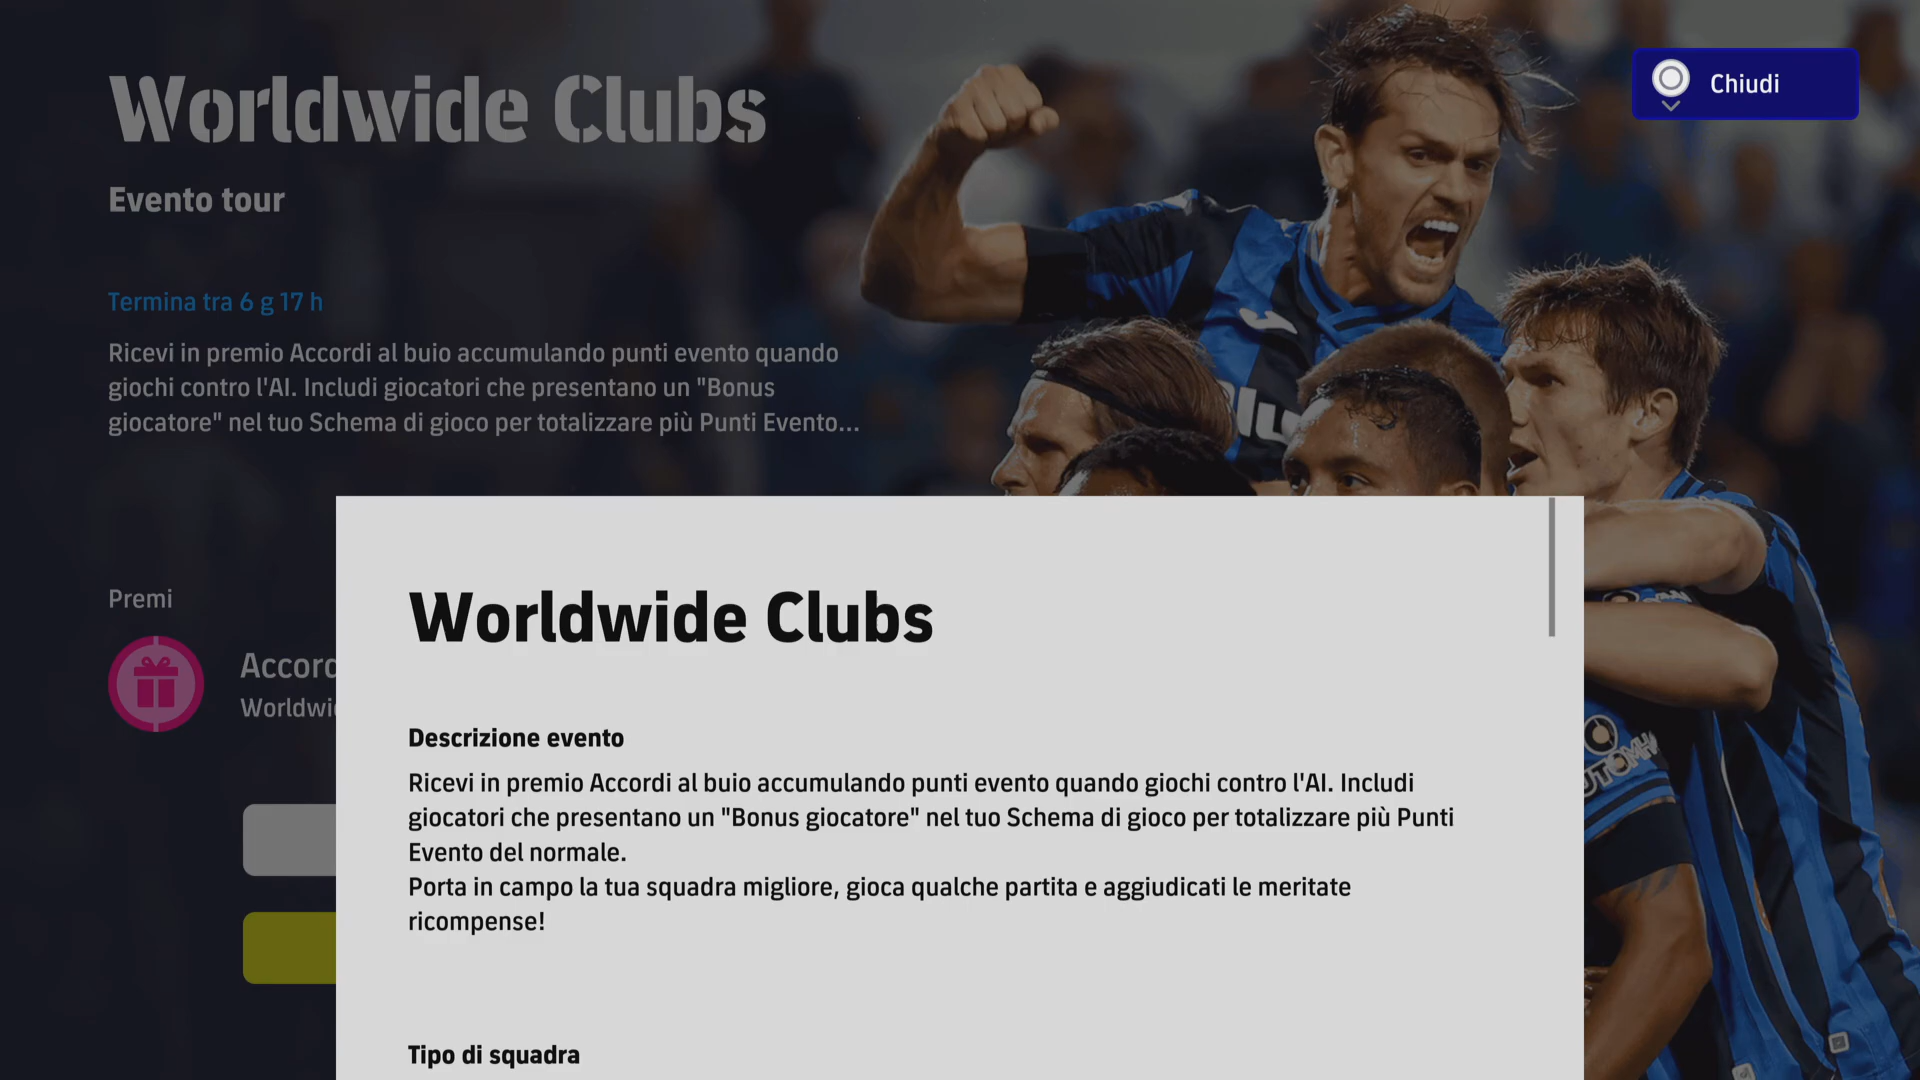 Worldwide Clubs
Chiudi
Evento tour
Termina tra 6 g 17 h
Ricevi in premio Accordi al buio accumulando punti evento quando
giochi contro l'AI. Includi giocatori che presentano un "Bonus
giocatore" nel tuo Schema di gioco per totalizzare più Punti Evento...
Premi
Worldwide Clubs
Descrizione evento
Ricevi in premio Accordi al buio accumulando punti evento quando giochi contro l'AI. Includi
giocatori che presentano un "Bonus giocatore" nel tuo Schema di gioco per totalizzare più Punti
Evento del normale.
Porta in campo la tua squadra migliore, gioca qualche partita e aggiudicati le meritate
ricompense!
Tipo di squadra